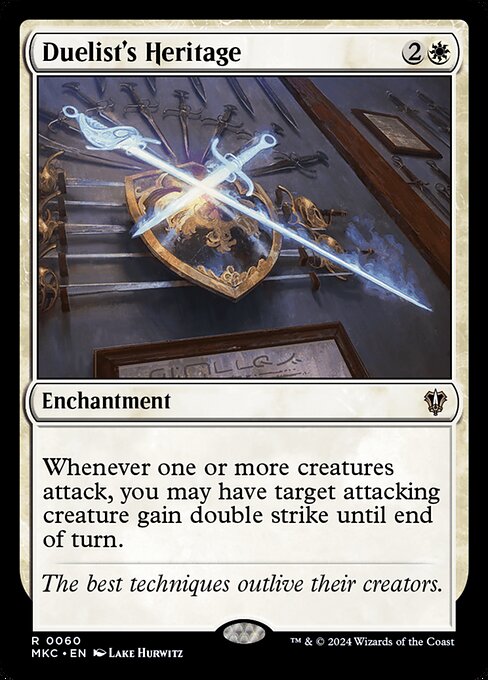 Duelist's Heritage 2
Enchantment
Whenever one or more creatures
attack, you may have target attacking
creature gain double strike until end
of turn.
The best techniques outlive their creators.
R 0060
MKC • EN Lake Hurwitz
™ & © 2024 Wizards of the Coast